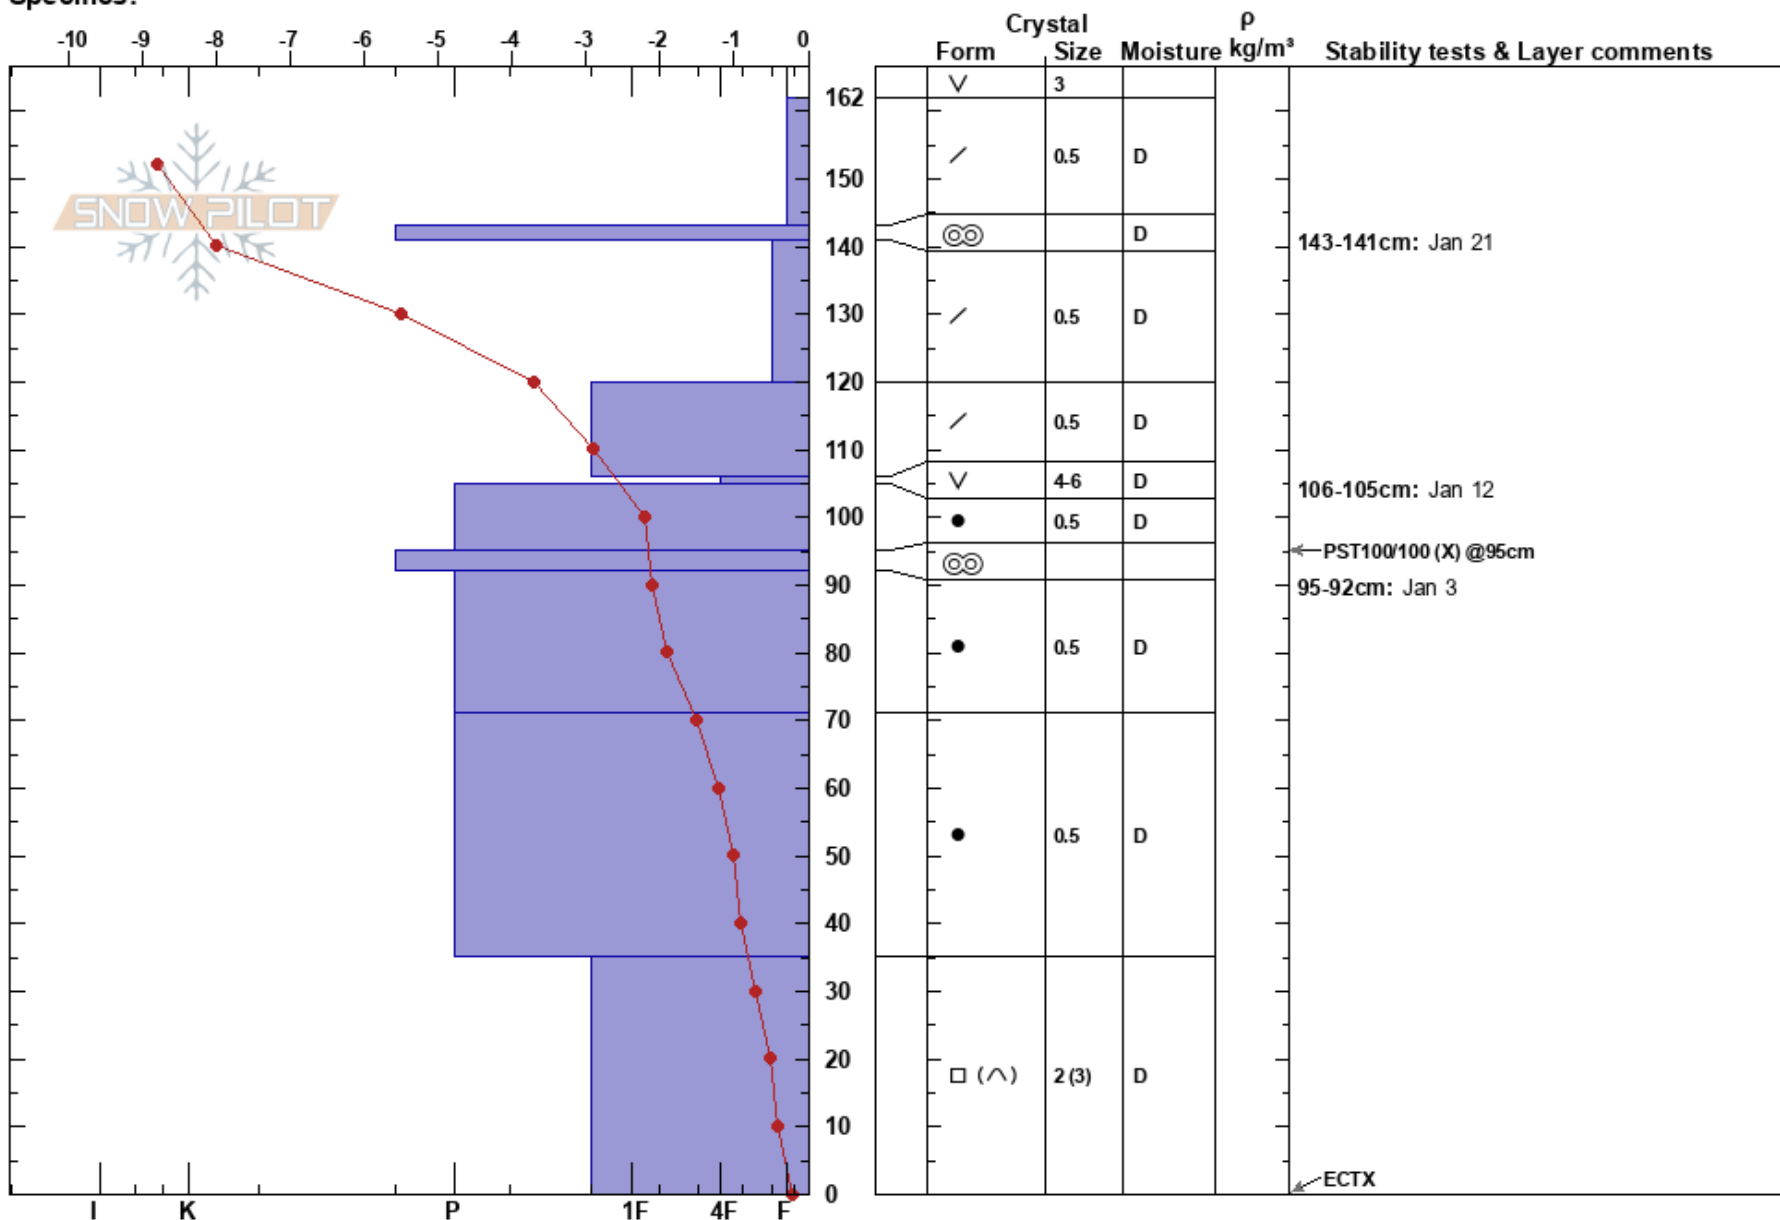 Specifics:
Crystal ρ
-10 -9 -8 -7 -6 -5 -4 -3 -2 -1 0 Form Size Moisture kg/m³ Stability tests & Layer comments
V 3
162
/ 0.5 D
150
SNOW PILOT
D
140 143-141cm: Jan 21
130 / 0.5 D
120
/ 0.5 D
110
V 4-6 D
106-105cm: Jan 12
100 ● 0.5 D
PST100/100 (X) @95cm
90 95-92cm: Jan 3
80 ● 0.5 D
70
60
50 ● 0.5 D
40
30
20 □ (∧) 2 (3) D
10
ECTX
0
I K P 1F 4F F